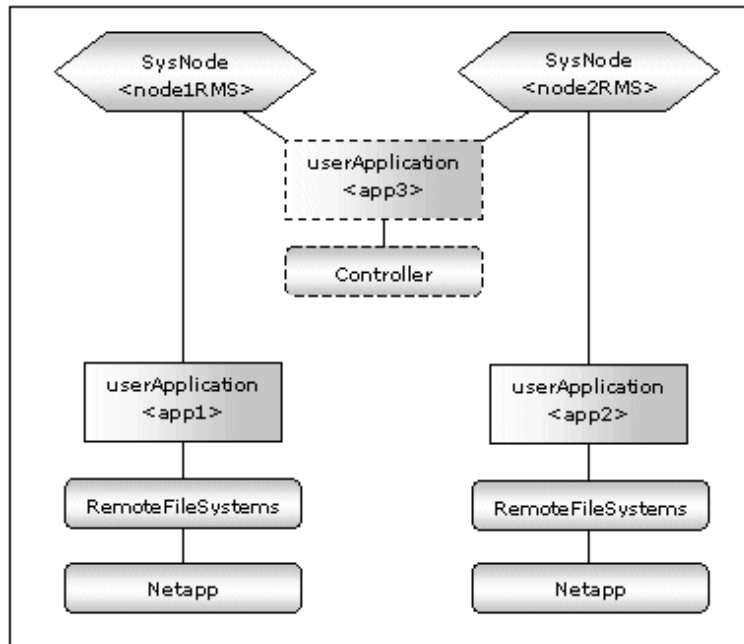 SysNode
<node1RMS>
SysNode
<node2RMS>
userApplication
<app3>
Controller
userApplication
<app1>
userApplication
<app2>
RemoteFileSystems
RemoteFileSystems
Netapp
Netapp